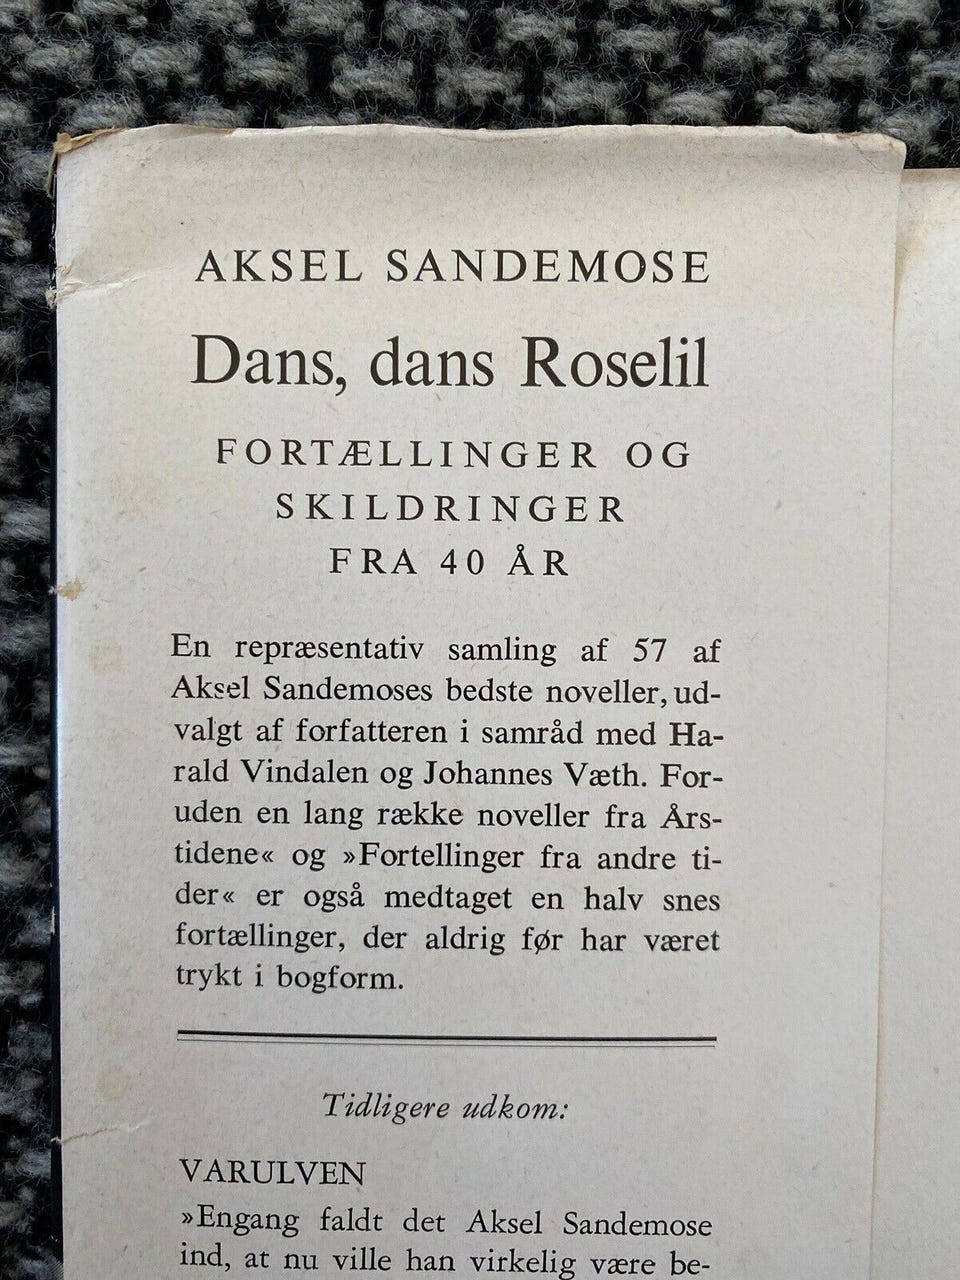 AKSEL SANDEMOSE
Dans, dans Roselil
FORTÆLLINGER OG
SKILDRINGER
FRA 40 ÅR
En repræsentativ samling af 57 af
Aksel Sandemoses bedste noveller, ud-
valgt af forfatteren i samråd med Ha-
rald Vindalen og Johannes Væth. For-
uden en lang række noveller fra Års-
tidene« og »Fortellinger fra andre ti-
der« er også medtaget en halv snes
fortællinger, der aldrig før har været
trykt i bogform.
Tidligere udkom:
VARULVEN
»Engang faldt det Aksel Sandemose
ind, at nu ville han virkelig være be-